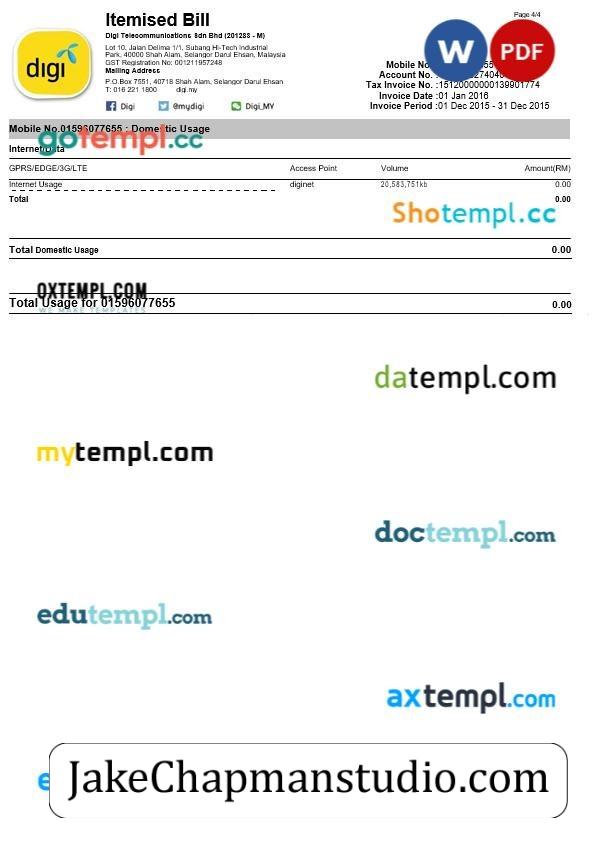 Itemised Bill
Page 4/4
Digi Telecommunications Sdn Bhd (201283 - M)
Lot 10, Jalan Delima 1/1, Subang Hi-Tech Industrial
Park, 40000 Shah Alam, Selangor Darul Ehsan, Malaysia
GST Registration No: 001211957248
Mailing Address
P.O.Box 7551, 40718 Shah Alam, Selangor Darul Ehsan
T: 016 221 1800 digi.my
digi
Digi @mydigi Digi_MY
W PDF
Mobile No.
Account No. :
Tax Invoice No. :15120000000139901774
Invoice Date :01 Jan 2016
Invoice Period :01 Dec 2015 - 31 Dec 2015
Mobile No.01596077655 : Domestic Usage
gotempl.cc
Internet/Data
GPRS/EDGE/3G/LTE Access Point Volume Amount(RM)
Internet Usage diginet 20,583,751kb 0.00
Total 0.00
Shotempl.cc
Total Domestic Usage 0.00
OXTEMPL.COM
Total Usage for 01596077655 0.00
WE MAKE TEMPLATES
datempl.com
mytempl.com
doctempl.com
edutempl.com
axtempl.com
JakeChapmanstudio.com